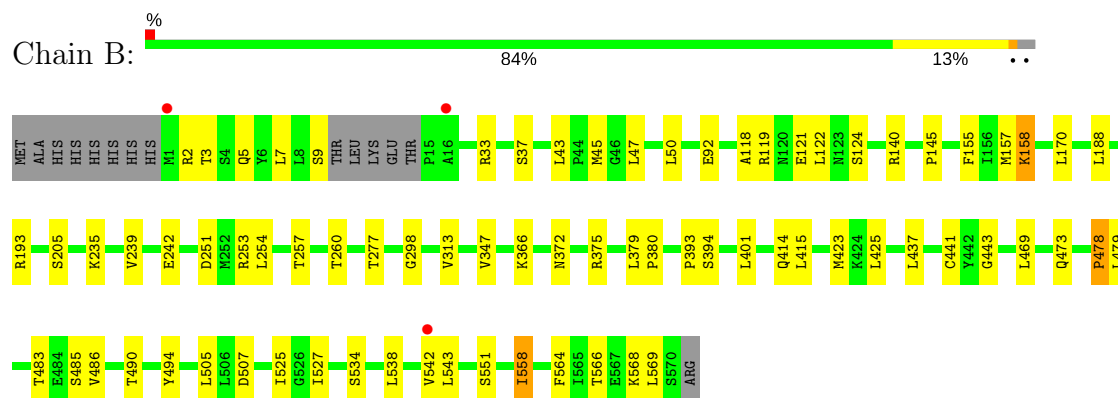 %
Chain B:
84% 13% ••
MET ALA HIS HIS HIS HIS HIS HIS M1 R2 T3 S4 Q5 Y6 L7 L8 S9 THR LEU LYS GLU THR P15 A16 R33 S37 L43 P44 M45 G46 L47 L50 E92 A118 R119 N120 E121 L122 N123 S124 R140 P145 F155 I156 M157 K158 L170 L188
R193 S205 K235 V239 E242 D251 M252 R253 L254 T257 T260 T277 G298 V313 V347 K366 N372 R375 L379 P380 P393 S394 L401 Q414 L415 M423 K424 L425 L437 C441 Y442 G443 L469 Q473 P478 L479
T483 E484 S485 V486 T490 Y494 L505 L506 D507 I525 G526 I527 S534 L538 V542 L543 S551 I558 F564 I565 T566 E567 K568 L569 S570 ARG